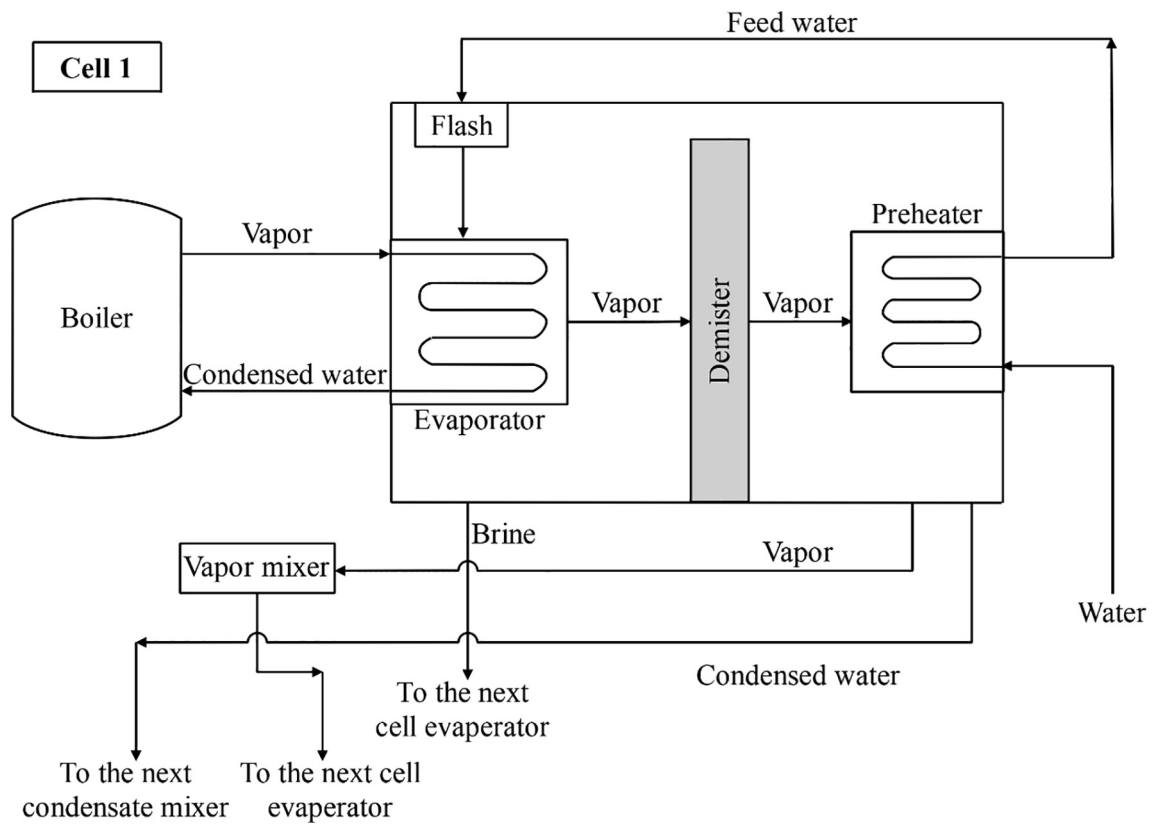 Feed water
Cell 1
Flash
Preheater
Vapor
Boiler
Vapor
Vapor
Demister
Condensed water
Evaporator
Brine
Vapor
Vapor mixer
Water
Condensed water
To the next
cell evaperator
To the next
condensate mixer
To the next cell
evaperator